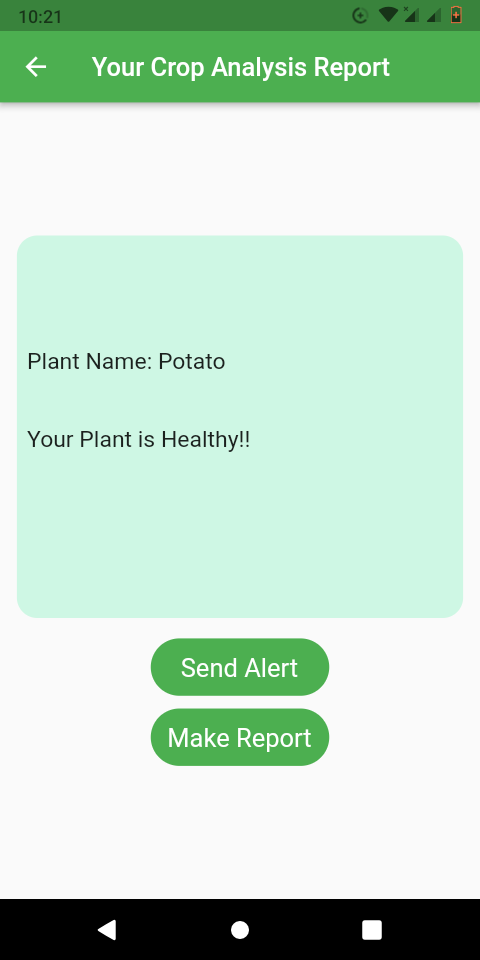 10:21
Your Crop Analysis Report
Plant Name: Potato
Your Plant is Healthy!!
Send Alert
Make Report